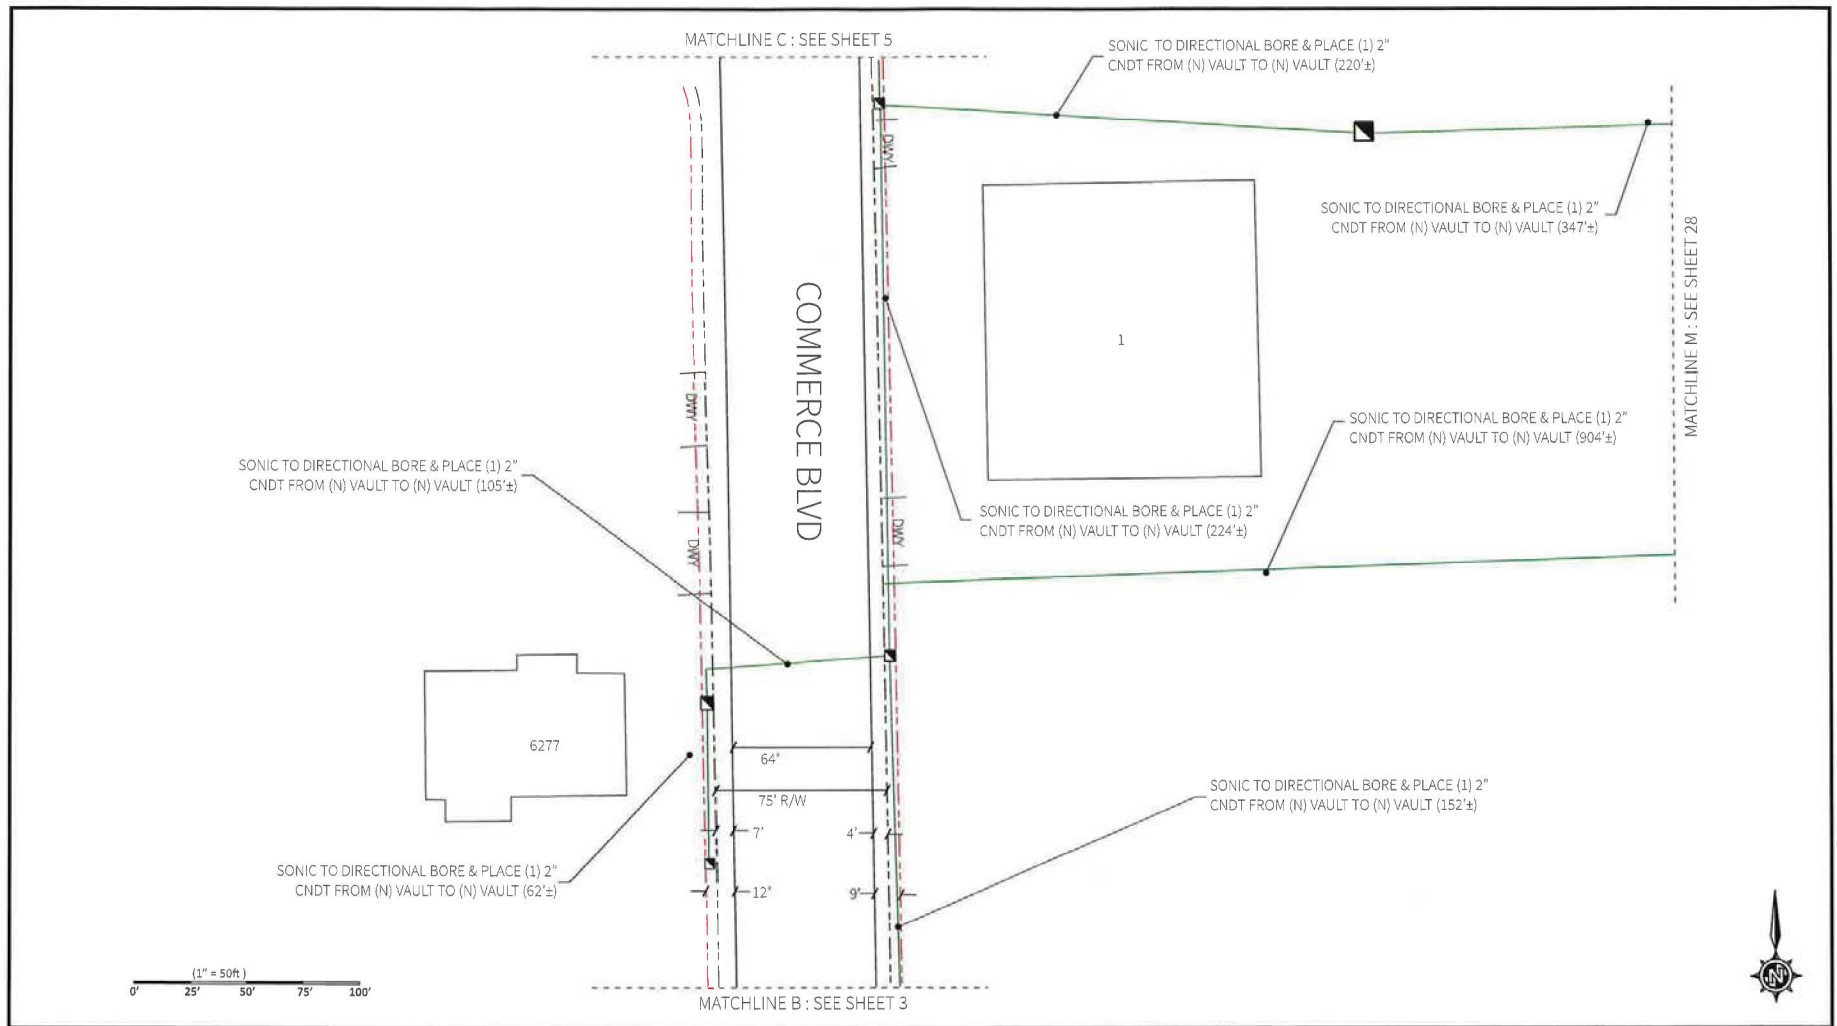 MATCHLINE C : SEE SHEET 5
SONIC TO DIRECTIONAL BORE & PLACE (1) 2"
CNDT FROM (N) VAULT TO (N) VAULT (220'±)
DWY
SONIC TO DIRECTIONAL BORE & PLACE (1) 2"
CNDT FROM (N) VAULT TO (N) VAULT (347'±)
MATCHLINE M : SEE SHEET 28
COMMERCE BLVD
1
DWY
SONIC TO DIRECTIONAL BORE & PLACE (1) 2"
CNDT FROM (N) VAULT TO (N) VAULT (904'±)
SONIC TO DIRECTIONAL BORE & PLACE (1) 2"
CNDT FROM (N) VAULT TO (N) VAULT (105'±)
SONIC TO DIRECTIONAL BORE & PLACE (1) 2"
CNDT FROM (N) VAULT TO (N) VAULT (224'±)
DWY
DWY
6277
64'
75' R/W
7'
4'
SONIC TO DIRECTIONAL BORE & PLACE (1) 2"
CNDT FROM (N) VAULT TO (N) VAULT (152'±)
SONIC TO DIRECTIONAL BORE & PLACE (1) 2"
CNDT FROM (N) VAULT TO (N) VAULT (62'±)
12'
9'
(1" = 50ft )
0' 25' 50' 75' 100'
MATCHLINE B : SEE SHEET 3
N